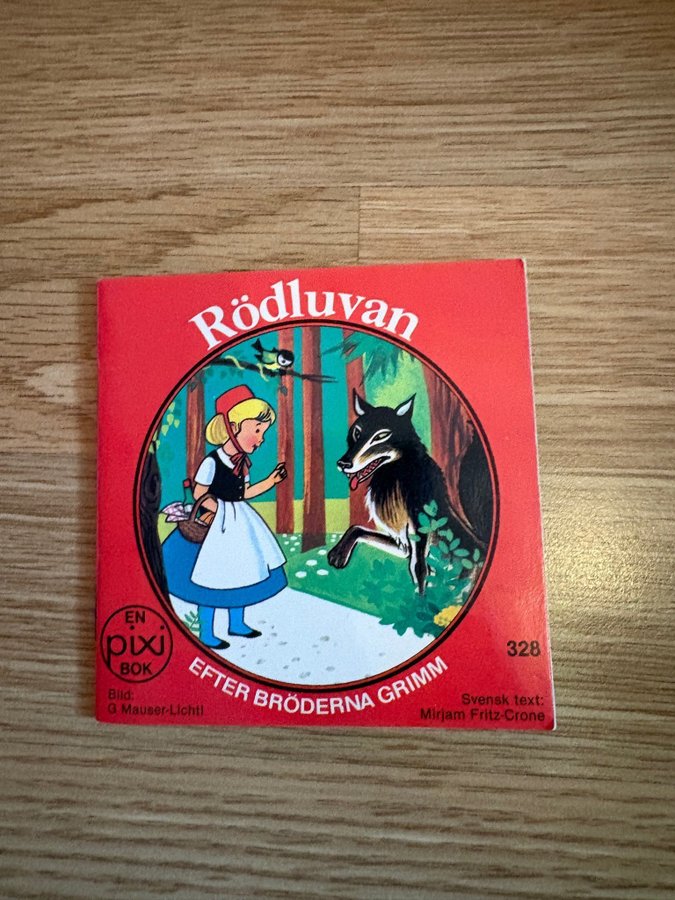 Rödluvan
EN
pixi
BOK
328
EFTER BRÖDERNA GRIMM
Bild:
G Mauser-Lichtl
Svensk text:
Mirjam Fritz-Crone